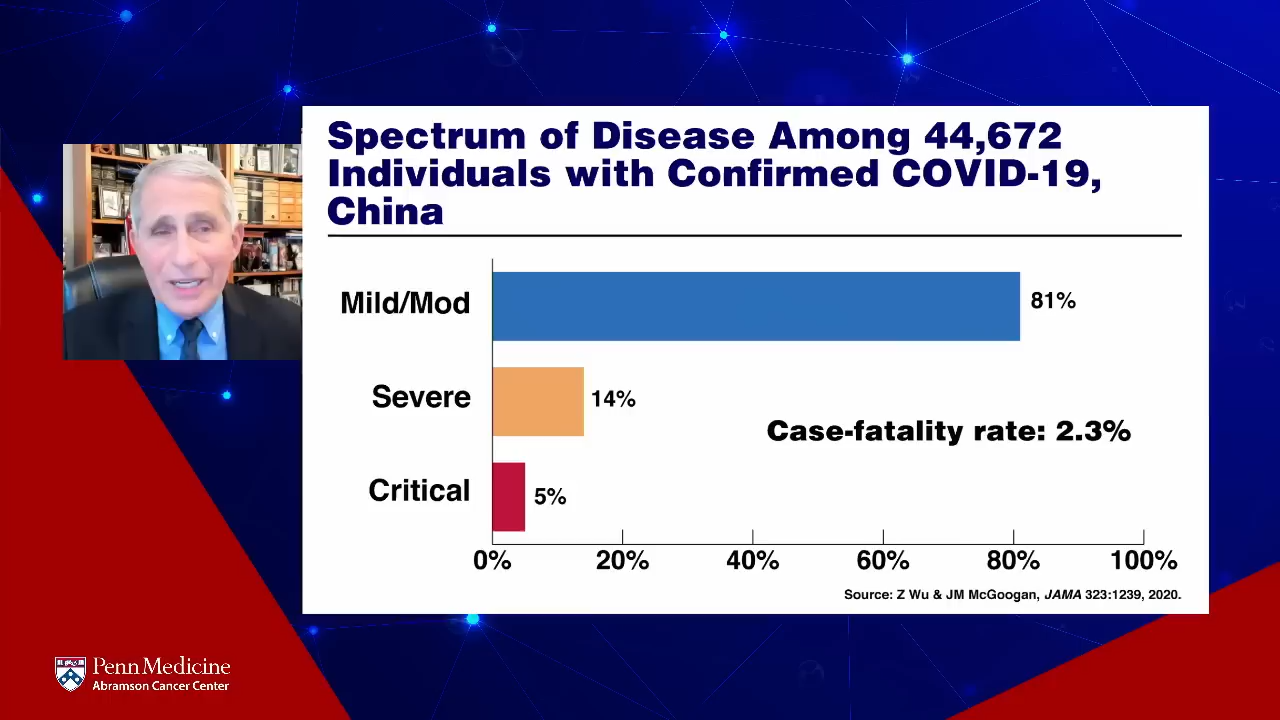 Spectrum of Disease Among 44,672
Individuals with Confirmed COVID-19,
China
Mild/Mod
81%
Severe
14%
Case-fatality rate: 2.3%
Critical
5%
0% 20% 40% 60% 80% 100%
Source: Z Wu & JM McGoogan, JAMA 323:1239, 2020.
Penn Medicine
Abramson Cancer Center